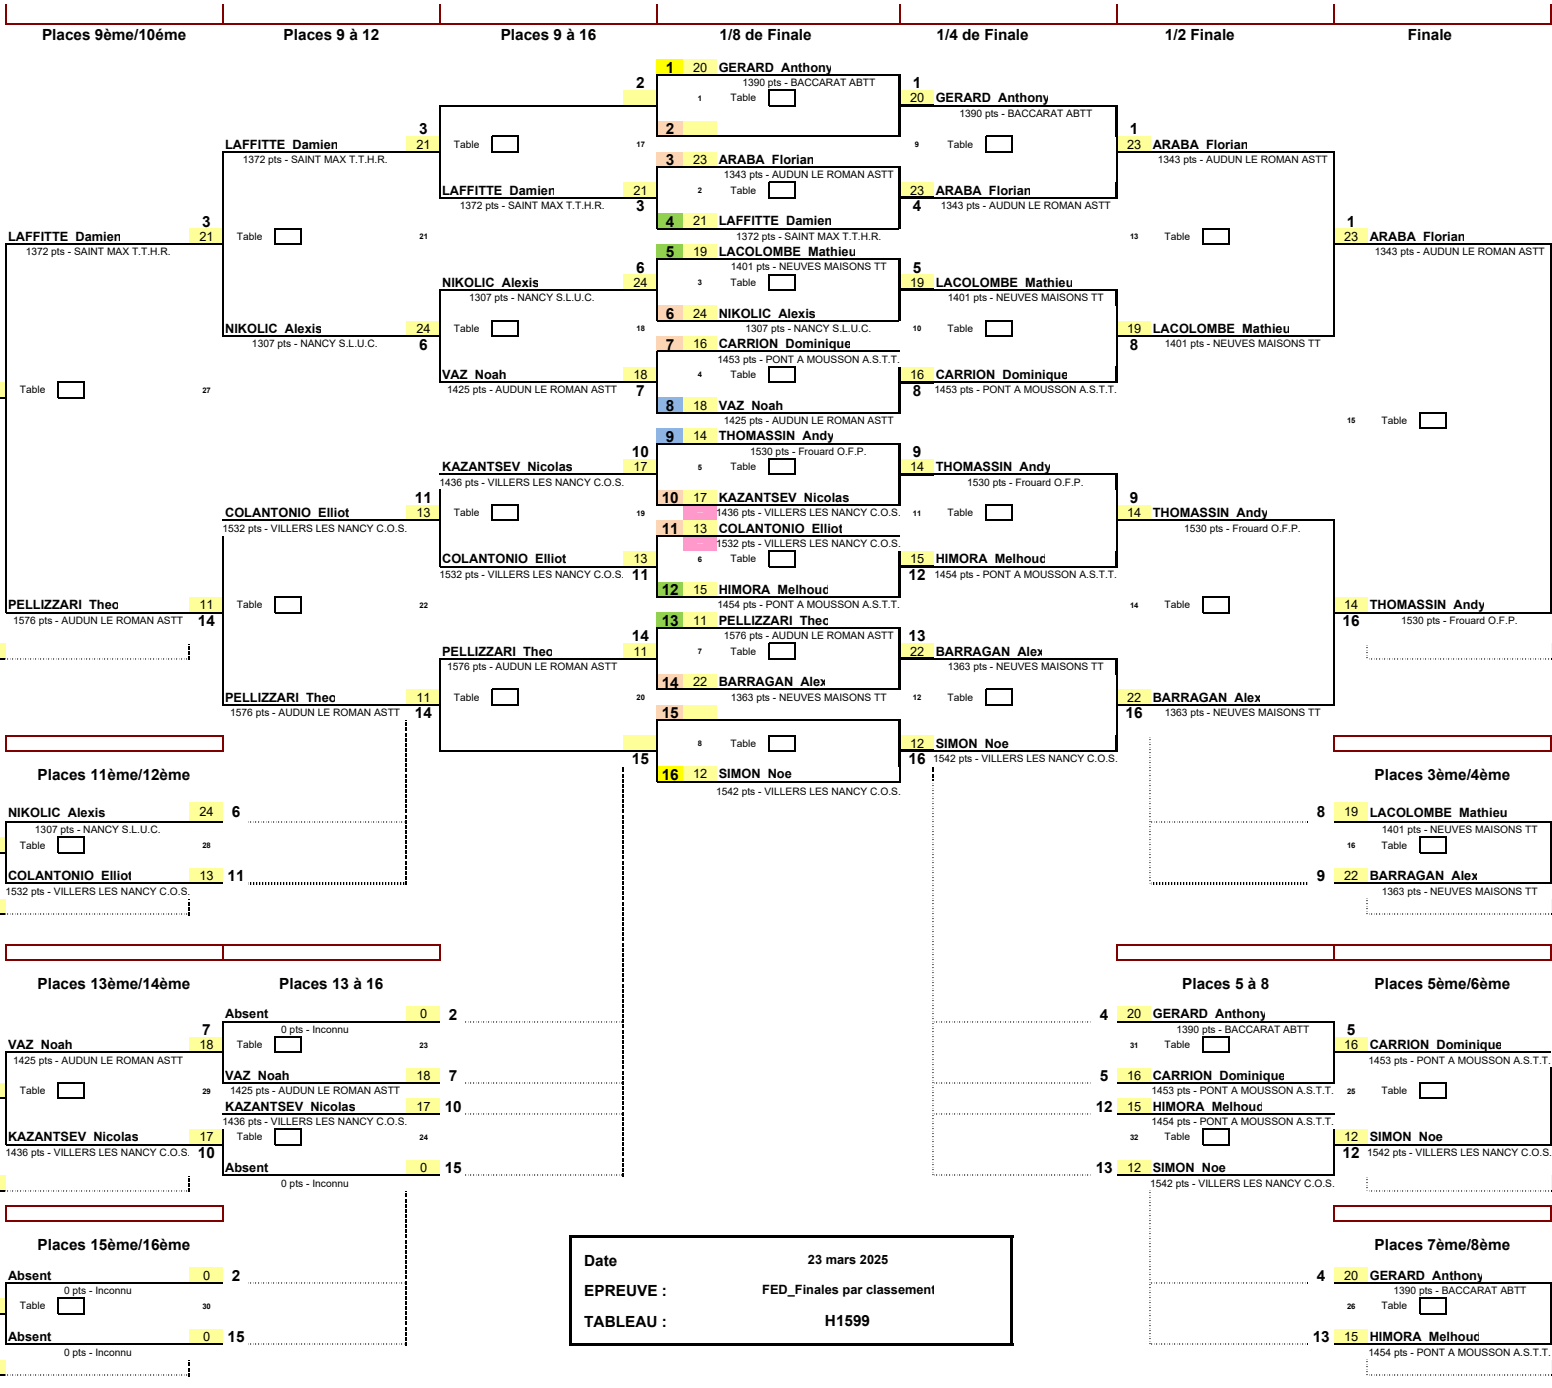 Places 9ème/10éme Places 9 à 12 Places 9 à 16 1/8 de Finale 1/4 de Finale 1/2 Finale Finale
1 20 GERARD Anthony
2 1390 pts - BACCARAT ABTT 1
1 Table 20 GERARD Anthony
1390 pts - BACCARAT ABTT
3 2 1
LAFFITTE Damien 21 Table 17 9 Table 23 ARABA Florian
1372 pts - SAINT MAX T.T.H.R. 3 23 ARABA Florian 1343 pts - AUDUN LE ROMAN ASTT
1343 pts - AUDUN LE ROMAN ASTT
LAFFITTE Damien 21 2 Table 23 ARABA Florian
1372 pts - SAINT MAX T.T.H.R. 3 4 1343 pts - AUDUN LE ROMAN ASTT
3 4 21 LAFFITTE Damien 1
LAFFITTE Damien 21 Table 21 1372 pts - SAINT MAX T.T.H.R. 13 Table 23 ARABA Florian
1372 pts - SAINT MAX T.T.H.R. 5 19 LACOLOMBE Mathieu 1343 pts - AUDUN LE ROMAN ASTT
6 1401 pts - NEUVES MAISONS TT 5
NIKOLIC Alexis 24 3 Table 19 LACOLOMBE Mathieu
1307 pts - NANCY S.L.U.C. 1401 pts - NEUVES MAISONS TT
6 24 NIKOLIC Alexis
NIKOLIC Alexis 24 Table 18 1307 pts - NANCY S.L.U.C. 10 Table 19 LACOLOMBE Mathieu
1307 pts - NANCY S.L.U.C. 6 7 16 CARRION Dominique 8 1401 pts - NEUVES MAISONS TT
1453 pts - PONT A MOUSSON A.S.T.T.
VAZ Noah 18 4 Table 16 CARRION Dominique
Table 27 1425 pts - AUDUN LE ROMAN ASTT 7 8 1453 pts - PONT A MOUSSON A.S.T.T.
8 18 VAZ Noah
1425 pts - AUDUN LE ROMAN ASTT 15 Table
9 14 THOMASSIN Andy
10 1530 pts - Frouard O.F.P. 9
KAZANTSEV Nicolas 17 5 Table 14 THOMASSIN Andy
1436 pts - VILLERS LES NANCY C.O.S. 1530 pts - Frouard O.F.P.
11 10 17 KAZANTSEV Nicolas 9
COLANTONIO Elliot 13 Table 19 1436 pts - VILLERS LES NANCY C.O.S. 11 Table 14 THOMASSIN Andy
1532 pts - VILLERS LES NANCY C.O.S. 11 13 COLANTONIO Elliot 1530 pts - Frouard O.F.P.
1532 pts - VILLERS LES NANCY C.O.S.
COLANTONIO Elliot 13 6 Table 15 HIMORA Melhoud
1532 pts - VILLERS LES NANCY C.O.S. 11 12 1454 pts - PONT A MOUSSON A.S.T.T.
12 15 HIMORA Melhoud
PELLIZZARI Theo 11 Table 22 1454 pts - PONT A MOUSSON A.S.T.T. 14 Table 14 THOMASSIN Andy
1576 pts - AUDUN LE ROMAN ASTT 14 13 11 PELLIZZARI Theo 16 1530 pts - Frouard O.F.P.
14 1576 pts - AUDUN LE ROMAN ASTT 13
PELLIZZARI Theo 11 7 Table 22 BARRAGAN Alex
1576 pts - AUDUN LE ROMAN ASTT 1363 pts - NEUVES MAISONS TT
14 22 BARRAGAN Alex
PELLIZZARI Theo 11 Table 20 1363 pts - NEUVES MAISONS TT 12 Table 22 BARRAGAN Alex
1576 pts - AUDUN LE ROMAN ASTT 14 15 16 1363 pts - NEUVES MAISONS TT
8 Table 12 SIMON Noe
15 16 1542 pts - VILLERS LES NANCY C.O.S.
Places 11ème/12ème 16 12 SIMON Noe Places 3ème/4ème
1542 pts - VILLERS LES NANCY C.O.S.
NIKOLIC Alexis 24 6 8 19 LACOLOMBE Mathieu
1307 pts - NANCY S.L.U.C. 1401 pts - NEUVES MAISONS TT
Table 28 16 Table
COLANTONIO Elliot 13 11 9 22 BARRAGAN Alex
1532 pts - VILLERS LES NANCY C.O.S. 1363 pts - NEUVES MAISONS TT
Places 13ème/14ème Places 13 à 16 Places 5 à 8 Places 5ème/6ème
Absent 0 2 4 20 GERARD Anthony
7 0 pts - Inconnu 1390 pts - BACCARAT ABTT 5
VAZ Noah 18 Table 23 31 Table 16 CARRION Dominique
1425 pts - AUDUN LE ROMAN ASTT 1453 pts - PONT A MOUSSON A.S.T.T.
VAZ Noah 18 7 5 16 CARRION Dominique
Table 29 1425 pts - AUDUN LE ROMAN ASTT 1453 pts - PONT A MOUSSON A.S.T.T. 25 Table
KAZANTSEV Nicolas 17 10 12 15 HIMORA Melhoud
1436 pts - VILLERS LES NANCY C.O.S. 1454 pts - PONT A MOUSSON A.S.T.T.
KAZANTSEV Nicolas 17 Table 24 32 Table 12 SIMON Noe
1436 pts - VILLERS LES NANCY C.O.S. 10 12 1542 pts - VILLERS LES NANCY C.O.S.
Absent 0 15 13 12 SIMON Noe
0 pts - Inconnu 1542 pts - VILLERS LES NANCY C.O.S.
Places 15ème/16ème Places 7ème/8ème
Date 23 mars 2025
Absent 0 2 4 20 GERARD Anthony
0 pts - Inconnu 1390 pts - BACCARAT ABTT
EPREUVE : FED_Finales par classement
Table 30 26 Table
TABLEAU : H1599
Absent 0 15 13 15 HIMORA Melhoud
0 pts - Inconnu 1454 pts - PONT A MOUSSON A.S.T.T.